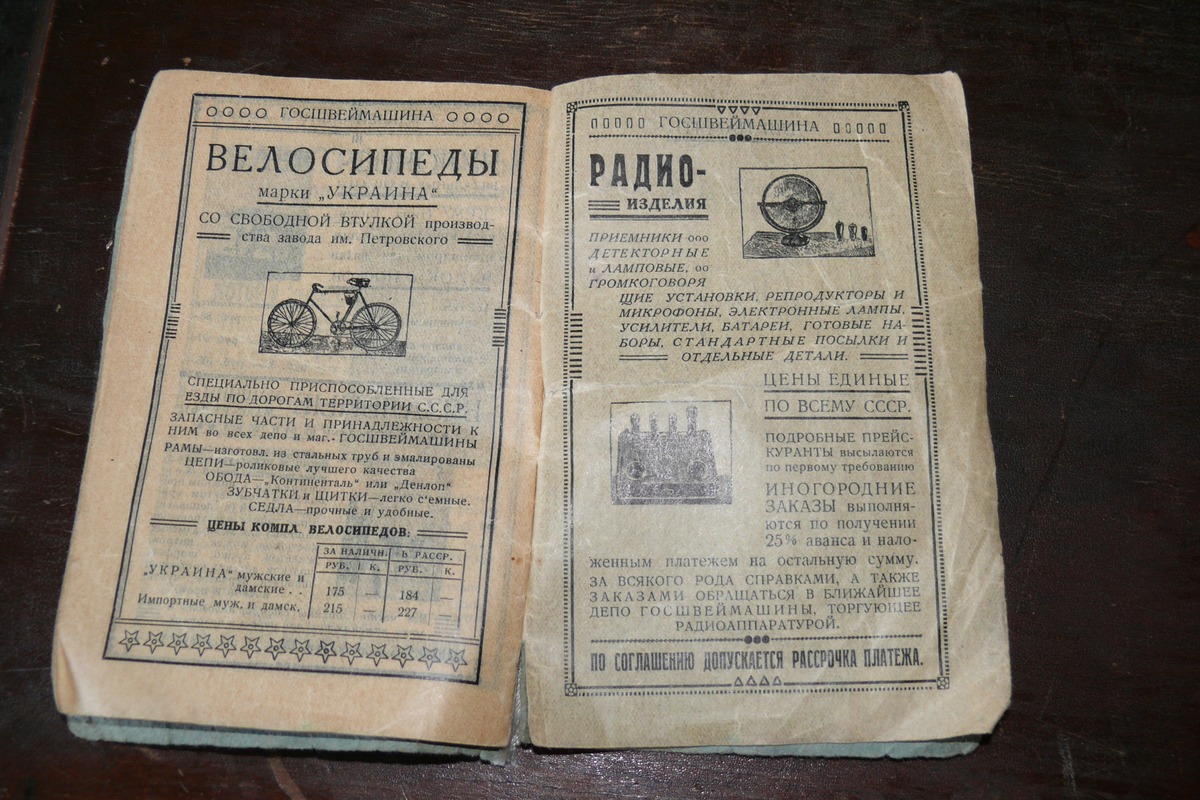 ГОСШВЕЙМАШИНА
ВЕЛОСИПЕДЫ
марки „УКРАИНА"
СО СВОБОДНОЙ ВТУЛКОЙ производ-
ства завода им. Петровского
СПЕЦИАЛЬНО ПРИСПОСОБЛЕННЫЕ ДЛЯ
ЕЗДЫ ПО ДОРОГАМ ТЕРРИТОРИИ С.С.С.Р.
ЗАПАСНЫЕ ЧАСТИ И ПРИНАДЛЕЖНОСТИ К
НИМ во всех депо и маг.- ГОСШВЕЙМАШИНЫ
РАМЫ—изготовл. из стальных труб и эмалированы
ЦЕПИ—роликовые лучшего качества
ОБОДА—„Континенталь" или „Денлоп"
ЗУБЧАТКИ и ЩИТКИ—легко с'емные.
СЕДЛА—прочные и удобные.
ЦЕНЫ КОМПЛ. ВЕЛОСИПЕДОВ:
ЗА НАЛИЧН. В РАССР.
РУБ. К. РУБ. К.
„УКРАИНА" мужские и
дамские . . 175 — 184 —
Импортные муж. и дамск. 215 — 227 —
ГОСШВЕЙМАШИНА
РАДИО-
ИЗДЕЛИЯ
ПРИЕМНИКИ
ДЕТЕКТОРНЫЕ
и ЛАМПОВЫЕ,
ГРОМКОГОВОРЯ
ЩИЕ УСТАНОВКИ, РЕПРОДУКТОРЫ И
МИКРОФОНЫ, ЭЛЕКТРОННЫЕ ЛАМПЫ,
УСИЛИТЕЛИ, БАТАРЕИ, ГОТОВЫЕ НА-
БОРЫ, СТАНДАРТНЫЕ ПОСЫЛКИ И
ОТДЕЛЬНЫЕ ДЕТАЛИ.
ЦЕНЫ ЕДИНЫЕ
ПО ВСЕМУ СССР.
ПОДРОБНЫЕ ПРЕЙС-
КУРАНТЫ высылаются
по первому требованию
ИНОГОРОДНИЕ
ЗАКАЗЫ выполня-
ются по получении
25% аванса и нало-
женным платежем на остальную сумму.
ЗА ВСЯКОГО РОДА СПРАВКАМИ, А ТАКЖЕ
ЗАКАЗАМИ ОБРАЩАТЬСЯ В БЛИЖАЙШЕЕ
ДЕПО ГОСШВЕЙМАШИНЫ, ТОРГУЮЩЕЕ
РАДИОАППАРАТУРОЙ.
ПО СОГЛАШЕНИЮ ДОПУСКАЕТСЯ РАССРОЧКА ПЛАТЕЖА.